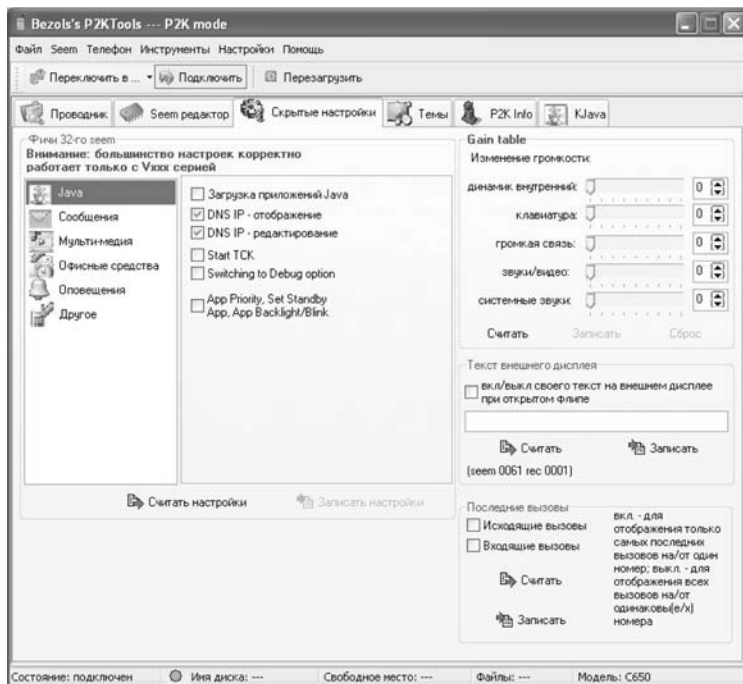 Bezols's P2KTools --- P2K mode
Файл Seem Телефон Инструменты Настройки Помощь
Переключить в ... Подключить Перезагрузить
Проводник Seem редактор Скрытые настройки Темы P2K Info KJava
Фичи 32-го seem
Внимание: большинство настроек корректно
работает только с Vxxx серией
Java
Сообщения
Мульти-медия
Офисные средства
Оповещения
Другое
Загрузка приложений Java
DNS IP - отображение
DNS IP - редактирование
Start TCK
Switching to Debug option
App Priority, Set Standby
App, App Backlight/Blink
Считать настройки Записать настройки
Gain table
Изменение громкости:
динамик внутренний: 0
клавиатура: 0
громкая связь: 0
звуки/видео: 0
системные звуки: 0
Считать Записать Сброс
Текст внешнего дисплея
вкл/выкл своего текст на внешнем дисплее
при открытом флипе
Считать Записать
(seem 0061 rec 0001)
Последние вызовы
Исходящие вызовы
Входящие вызовы
Считать
Записать
вкл. - для
отображения только
самых последних
вызовов на/от один
номер; выкл. - для
отображения всех
вызовов на/от
одинаковы(е/х)
номера
Состояние: подключен Имя диска: --- Свободное место: --- Файлы: --- Модель: C650